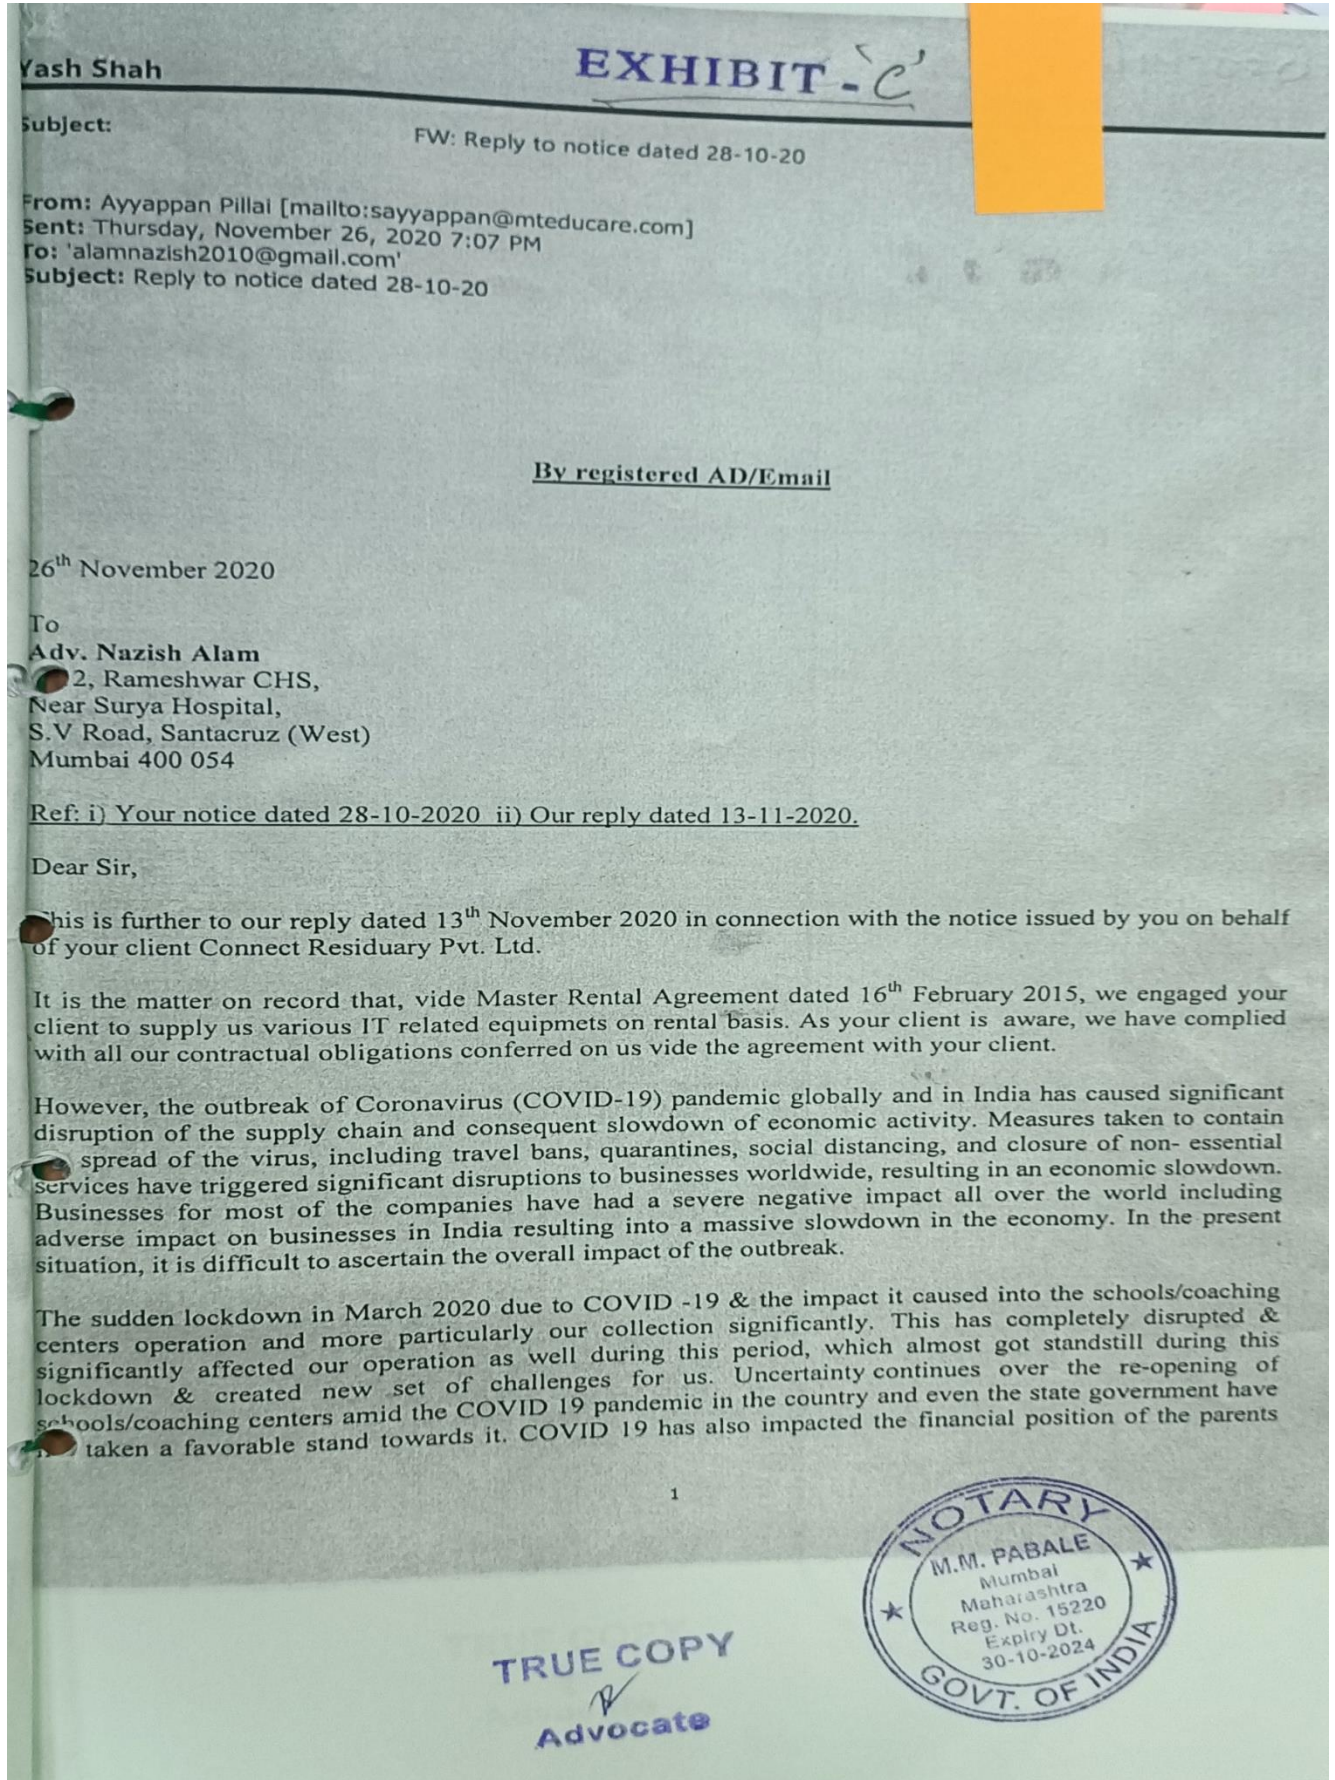 Yash Shah
EXHIBIT - 'C'
Subject:
FW: Reply to notice dated 28-10-20
From: Ayyappan Pillai [mailto:sayyappan@mteducare.com]
Sent: Thursday, November 26, 2020 7:07 PM
To: 'alamnazish2010@gmail.com'
Subject: Reply to notice dated 28-10-20
By registered AD/Email
26th November 2020
To
Adv. Nazish Alam
2, Rameshwar CHS,
Near Surya Hospital,
S.V Road, Santacruz (West)
Mumbai 400 054
Ref: i) Your notice dated 28-10-2020 ii) Our reply dated 13-11-2020.
Dear Sir,
This is further to our reply dated 13th November 2020 in connection with the notice issued by you on behalf
of your client Connect Residuary Pvt. Ltd.
It is the matter on record that, vide Master Rental Agreement dated 16th February 2015, we engaged your
client to supply us various IT related equipmets on rental basis. As your client is aware, we have complied
with all our contractual obligations conferred on us vide the agreement with your client.
However, the outbreak of Coronavirus (COVID-19) pandemic globally and in India has caused significant
disruption of the supply chain and consequent slowdown of economic activity. Measures taken to contain
spread of the virus, including travel bans, quarantines, social distancing, and closure of non- essential
services have triggered significant disruptions to businesses worldwide, resulting in an economic slowdown.
Businesses for most of the companies have had a severe negative impact all over the world including
adverse impact on businesses in India resulting into a massive slowdown in the economy. In the present
situation, it is difficult to ascertain the overall impact of the outbreak.
The sudden lockdown in March 2020 due to COVID -19 & the impact it caused into the schools/coaching
centers operation and more particularly our collection significantly. This has completely disrupted &
significantly affected our operation as well during this period, which almost got standstill during this
lockdown & created new set of challenges for us. Uncertainty continues over the re-opening of
schools/coaching centers amid the COVID 19 pandemic in the country and even the state government have
taken a favorable stand towards it. COVID 19 has also impacted the financial position of the parents
1
NOTARY
M.M. PABALE
Mumbai
Maharashtra
Reg. No. 15220
Expiry Dt.
30-10-2024
GOVT. OF INDIA
TRUE COPY
Advocate